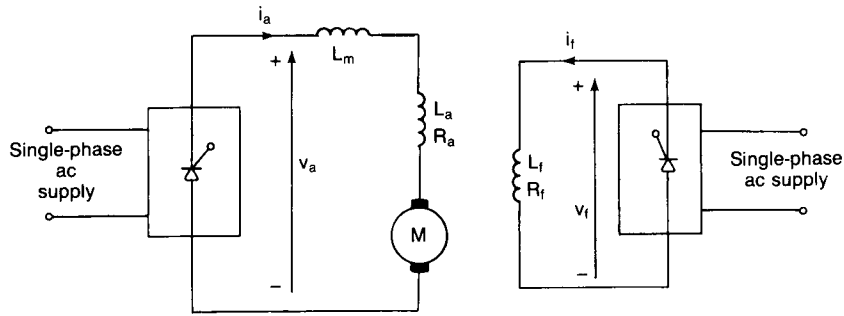 i_a
+
L_m
L_a
R_a
Single-phase
ac
supply
v_a
M
−
i_f
+
L_f
R_f
v_f
Single-phase
ac supply
−